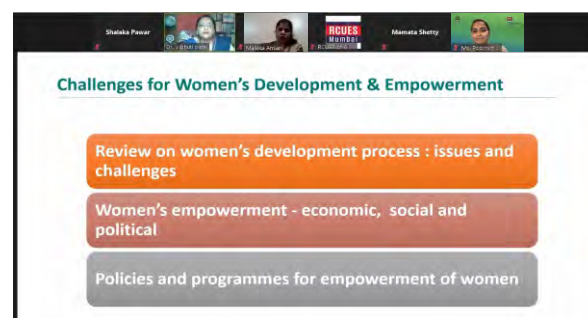 Shalaka Pawar
RCUES
Mumbai
Mamata Shetty
Challenges for Women's Development & Empowerment
Review on women's development process : issues and
challenges
Women's empowerment - economic, social and
political
Policies and programmes for empowerment of women